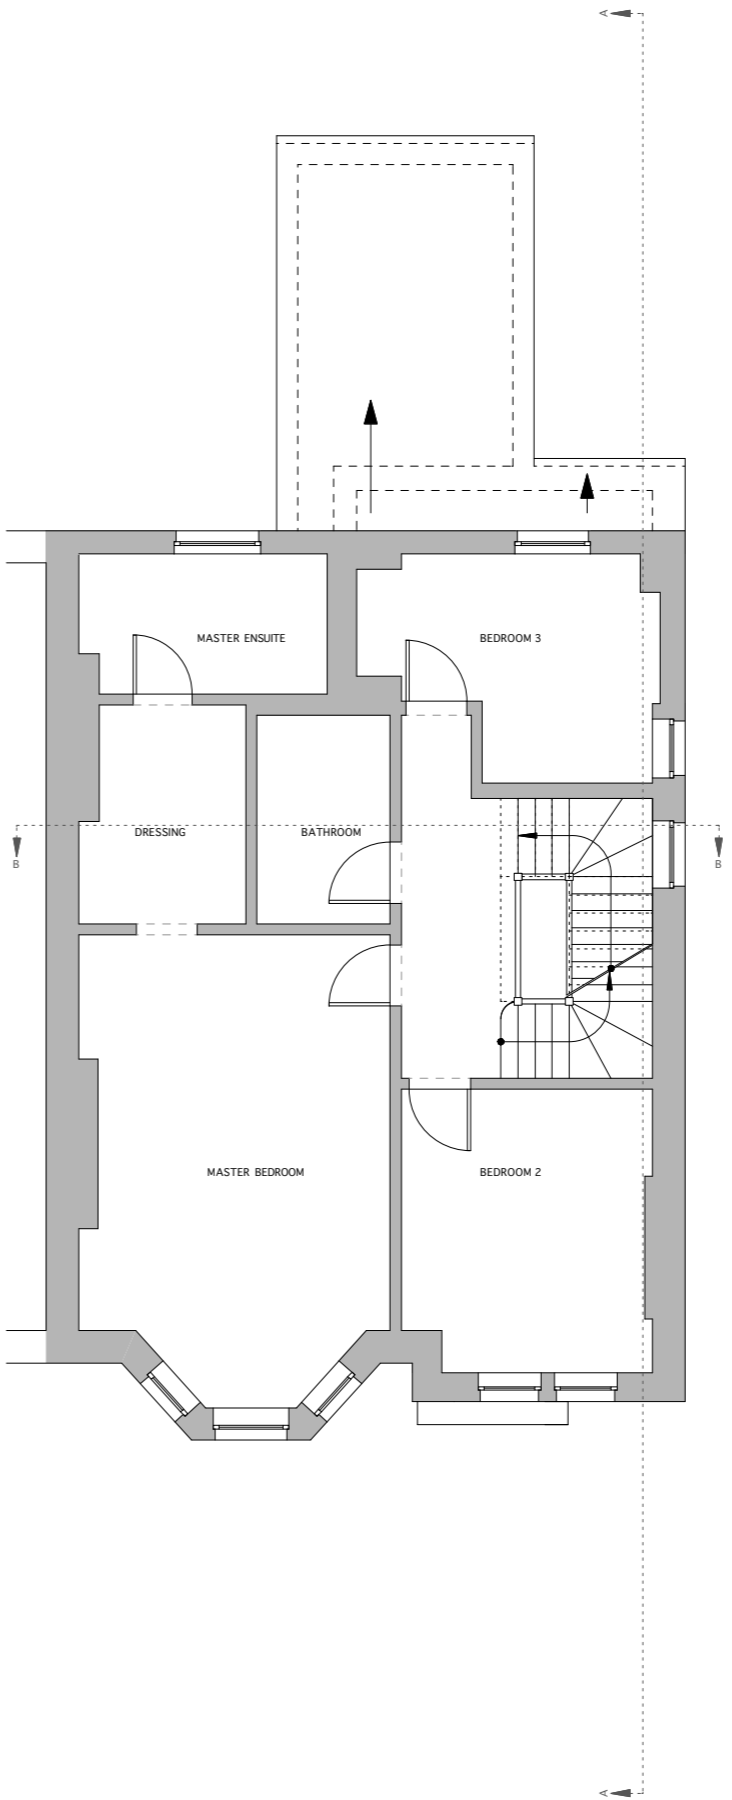 A
MASTER ENSUITE
BEDROOM 3
DRESSING
BATHROOM
B
B
MASTER BEDROOM
BEDROOM 2
A